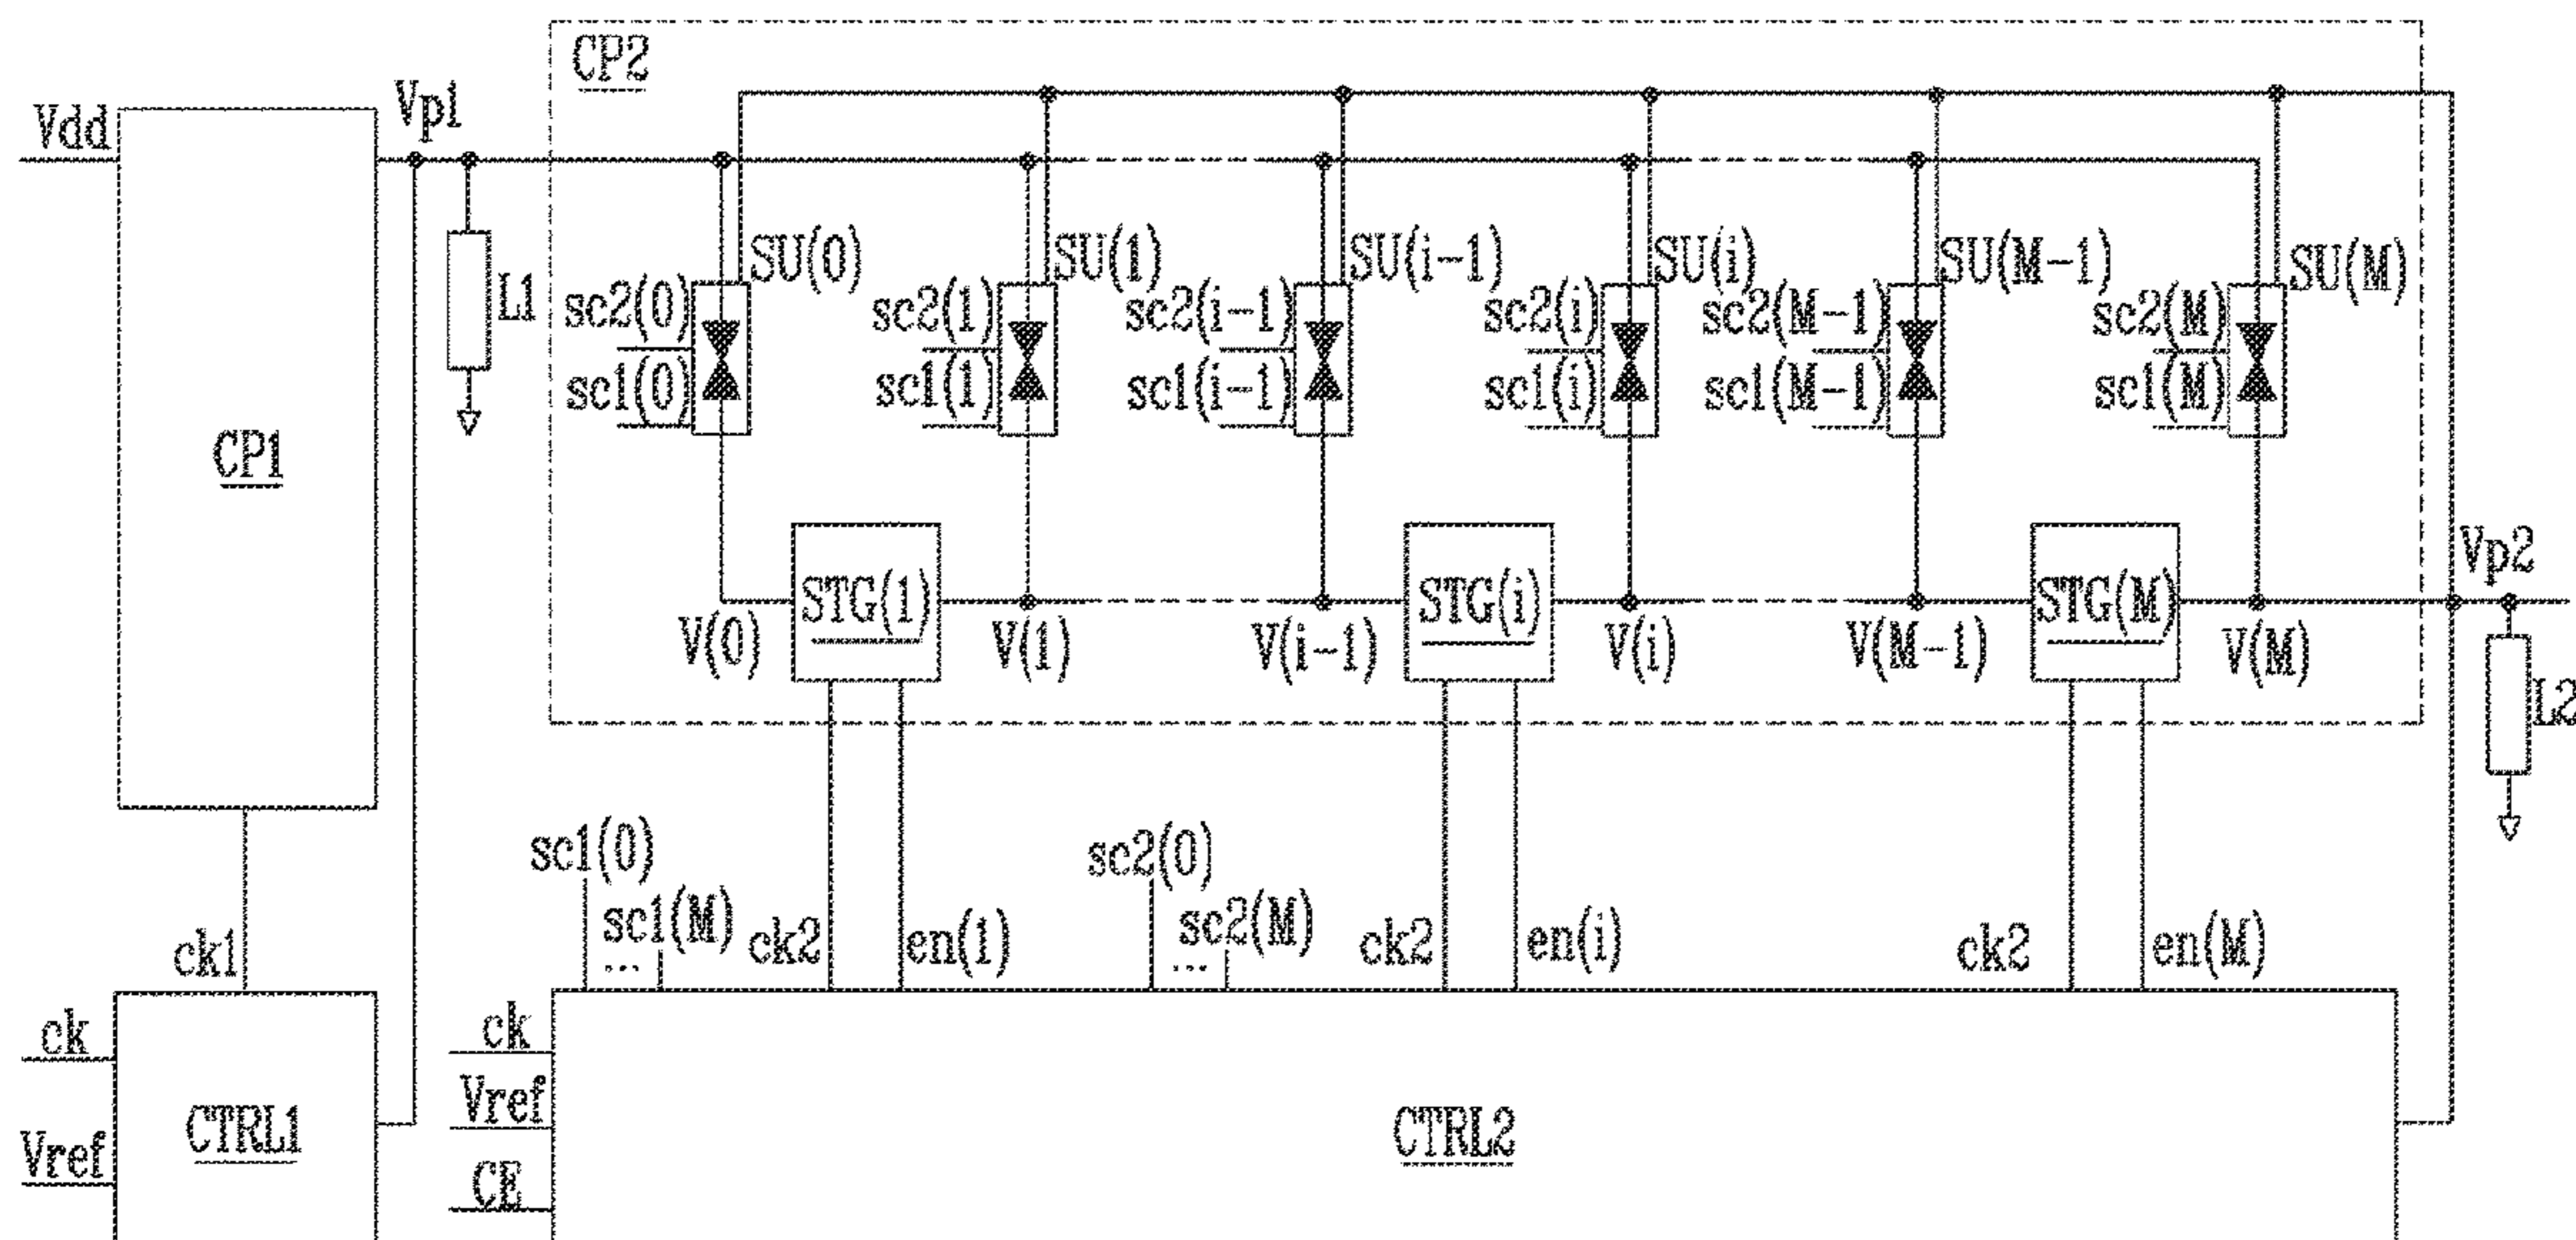 CP2
Vdd
Vp1
CP1
L1
SU(0)
SU(1)
SU(i-1)
SU(i)
SU(M-1)
SU(M)
sc2(0)
sc2(1)
sc2(i-1)
sc2(i)
sc2(M-1)
sc2(M)
sc1(0)
sc1(1)
sc1(i-1)
sc1(i)
sc1(M-1)
sc1(M)
STG(1)
STG(i)
STG(M)
Vp2
V(0)
V(1)
V(i-1)
V(i)
V(M-1)
V(M)
L2
sc1(0)
sc1(M)
...
ck2
en(1)
sc2(0)
sc2(M)
...
ck2
en(i)
ck2
en(M)
ck1
ck
Vref
CTRL1
ck
Vref
CE
CTRL2